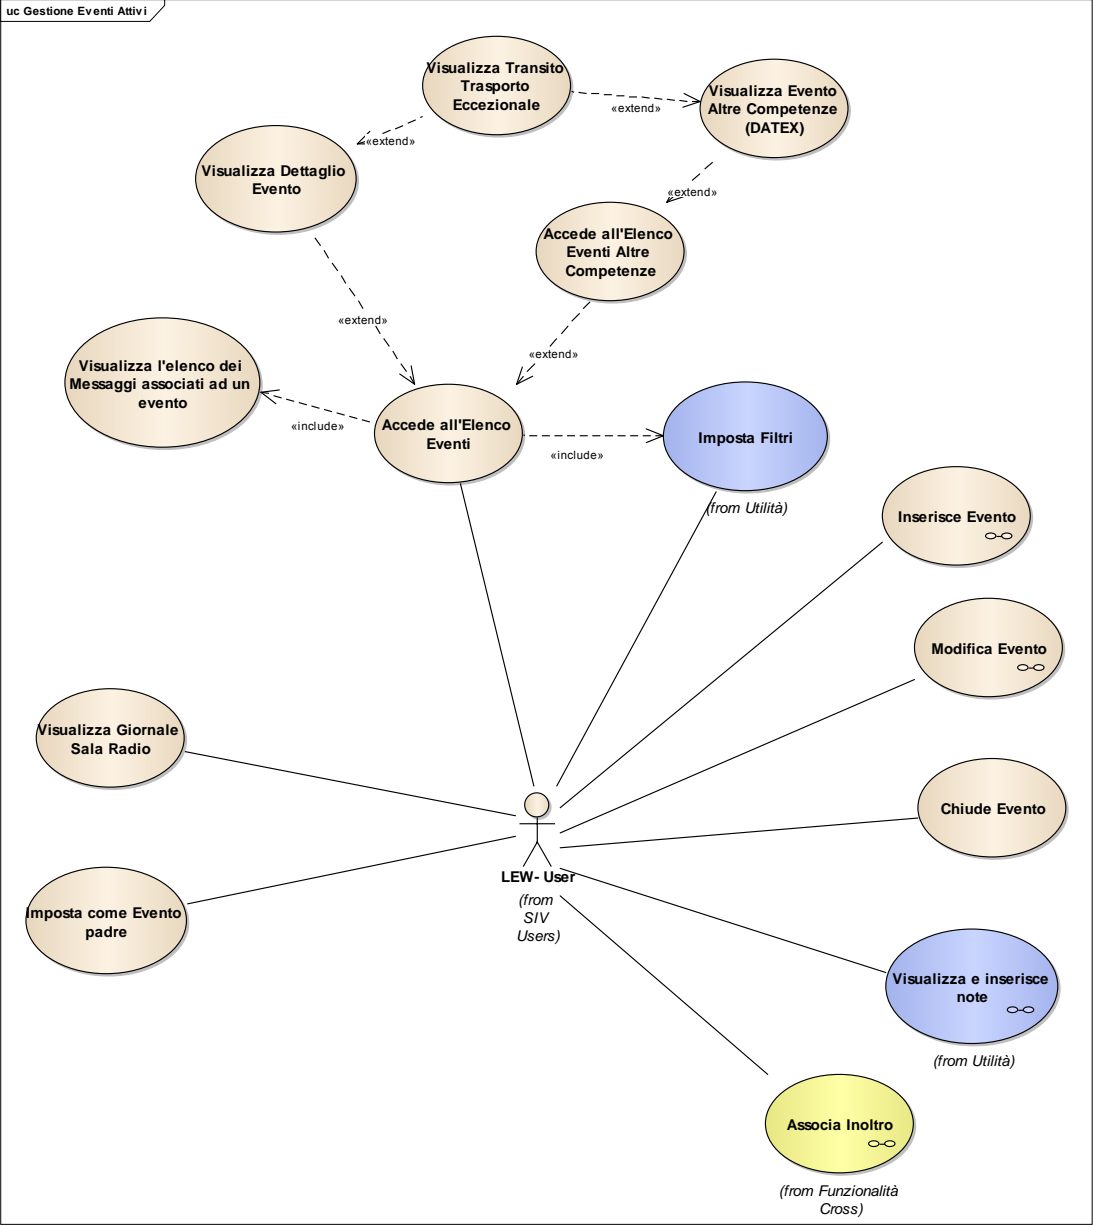 uc Gestione Eventi Attivi
Visualizza Transito
Trasporto
Eccezionale
«extend»
Visualizza Evento
Altre Competenze
(DATEX)
«extend»
Visualizza Dettaglio
Evento
«extend»
Accede all'Elenco
Eventi Altre
Competenze
«extend»
«extend»
Visualizza l'elenco dei
Messaggi associati ad un
evento
«include»
Accede all'Elenco
Eventi
«include»
Imposta Filtri
(from Utilità)
Inserisce Evento
Modifica Evento
Visualizza Giornale
Sala Radio
Chiude Evento
LEW- User
(from
SIV
Users)
Imposta come Evento
padre
Visualizza e inserisce
note
(from Utilità)
Associa Inoltro
(from Funzionalità
Cross)